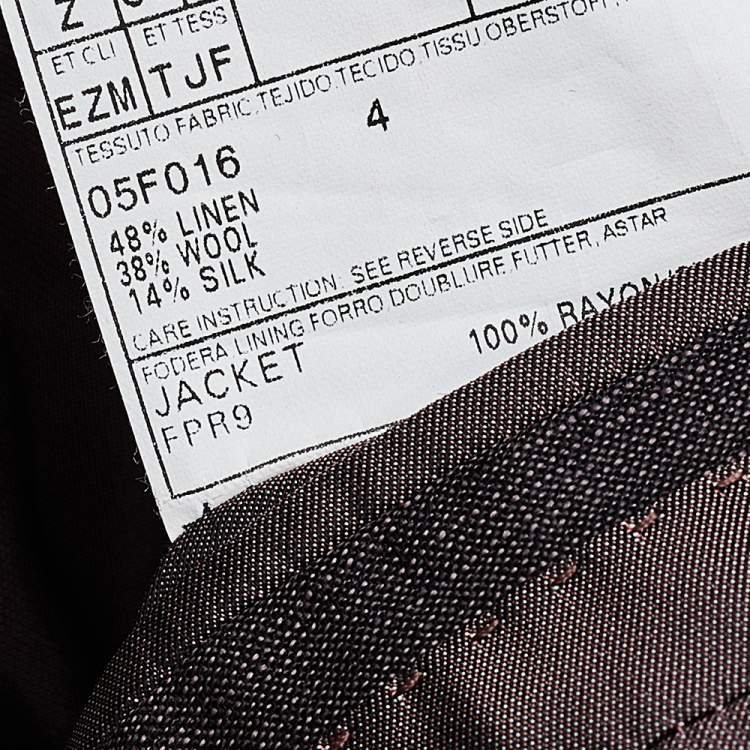 Z
ET CLI ET TESS
EZM TJF
TESSUTO FABRIC.TEJIDO.TECIDO.TISSU OBERSTOFF
4
05F016
48% LINEN
38% WOOL
14% SILK
CARE INSTRUCTION: SEE REVERSE SIDE
FODERA LINING FORRO DOUBLURE.FUTTER, ASTAR
JACKET 100% RAYON
FPR9